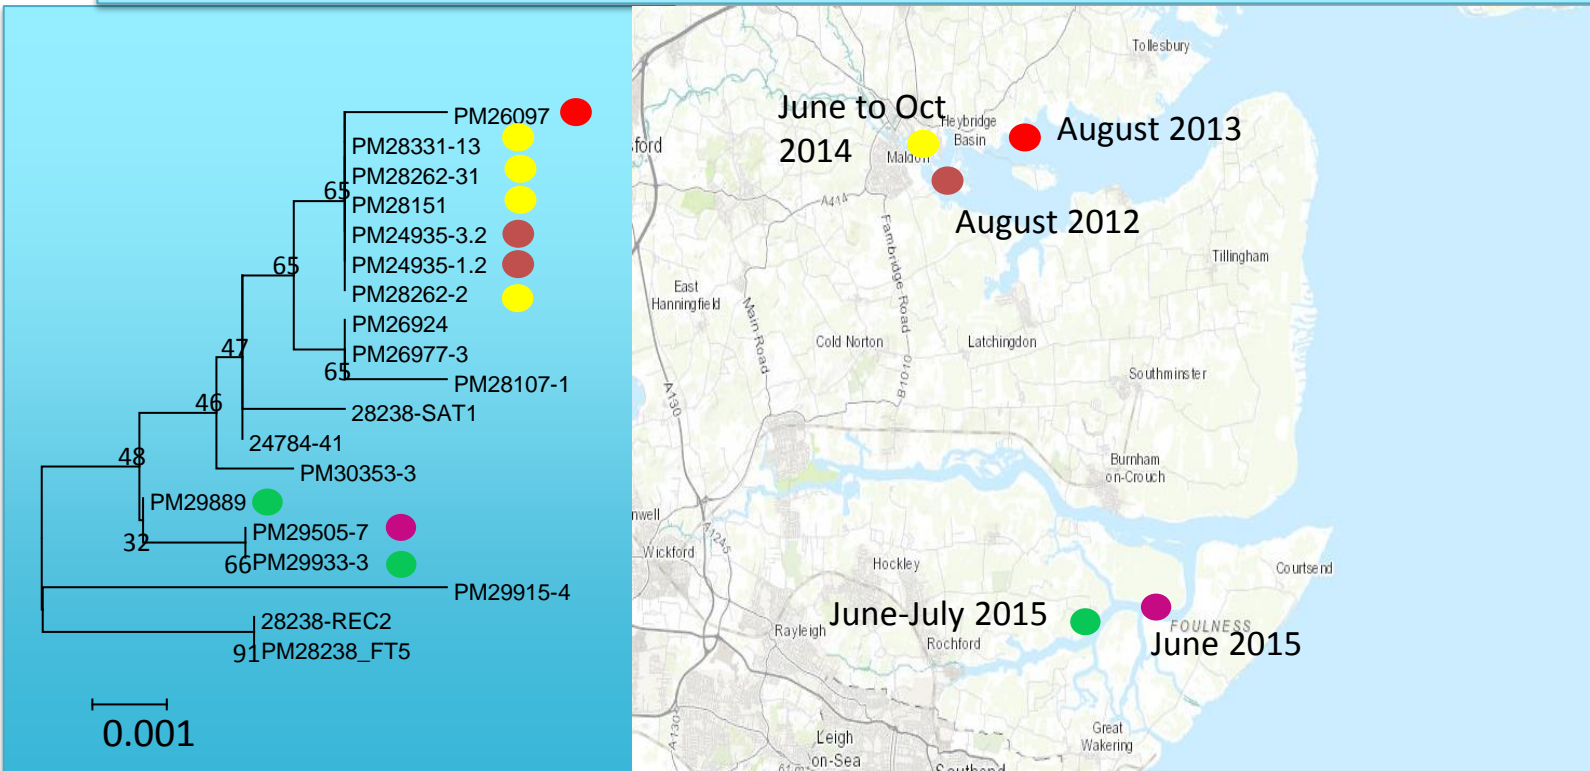 PM26097
PM28331-13
PM28262-31
PM28151
PM24935-3.2
PM24935-1.2
PM28262-2
PM26924
PM26977-3
PM28107-1
28238-SAT1
24784-41
PM30353-3
PM29889
PM29505-7
PM29933-3
PM29915-4
28238-REC2
PM28238_FT5
65
65
65
47
46
48
32
66
91
0.001
Tollesbury
June to Oct
2014
Heybridge
Basin
August 2013
sford
Maldon
A414
August 2012
Tillingham
East
Hanningfield
Fambridge Road
Main Road
Cold Norton
Latchingdon
B1010
Southminster
A130
Burnham
on-Crouch
nwell
A1245
Wickford
Hockley
Courtsend
June-July 2015
FOULNESS
Rayleigh
Rochford
June 2015
A130
Great
Wakering
Leigh
on-Sea
Southend